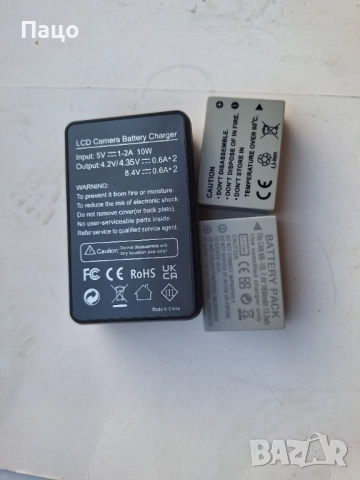 Пацо
LCD Camera Battery Charger
Input: 5V⎓1-2A 10W
Output:4.2V/4.35V⎓0.6A*2
8.4V⎓0.6A*2
WARNING:
To prevent it from fire or moisture.
To reduce the risk of electronic shock.
Do not remove cover(or back plate).
No user-serviceable parts inside.
Refer service to qualified service agent.
CE FC RoHS UK CA
Made in China
CAUTION
• DON'T DISASSEMBLE.
• DON'T DISPOSE OF IN FIRE.
• DON'T STORE IN
TEMPERATURE OVER 60°C.
Li-ion
BATTERY PACK
bazar